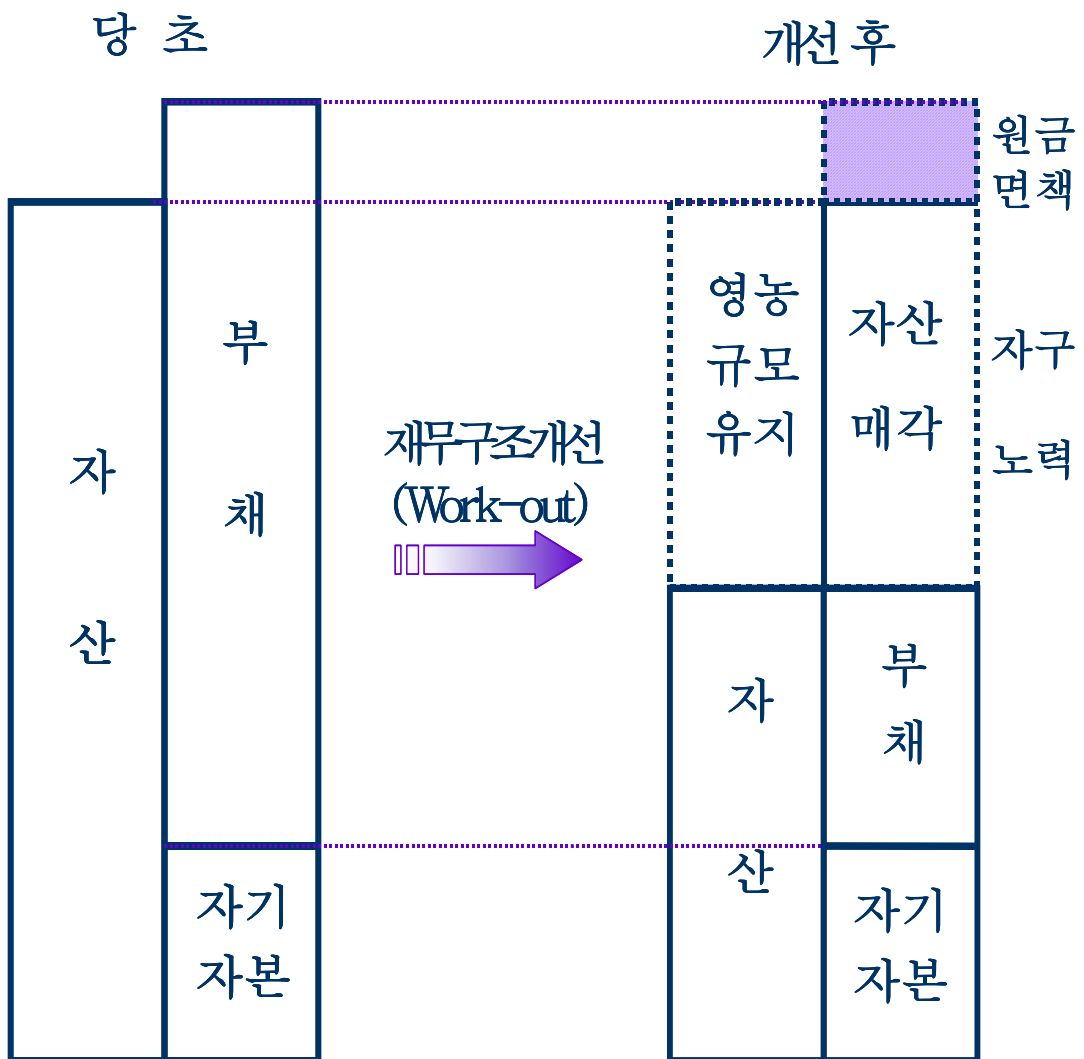 당 초
개선 후
원금
면책
부
채
자
산
자기
자본
재무구조개선
(Work-out)
영농
규모
유지
자산
매각
자구
노력
자
산
부
채
자기
자본